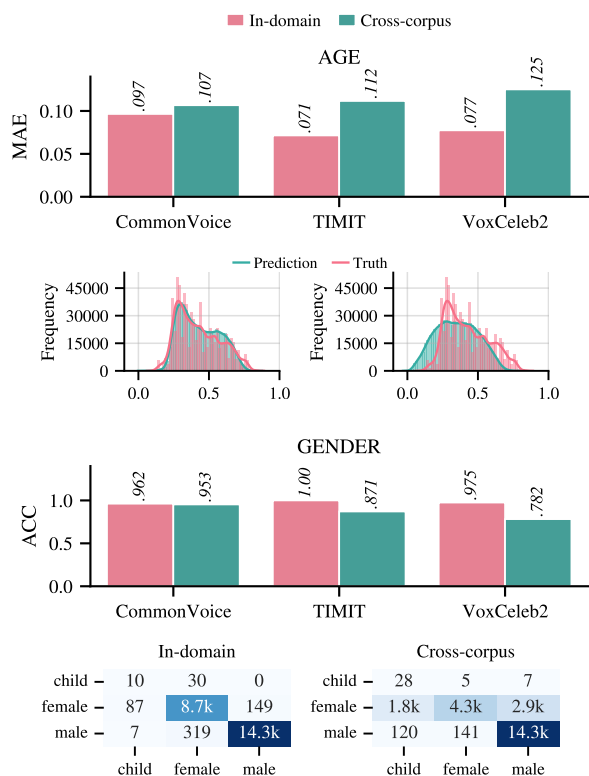 In-domain Cross-corpus
AGE
.097 .107 .071 .112 .077 .125
MAE
0.10
0.05
0.00
CommonVoice TIMIT VoxCeleb2
Prediction Truth
Frequency 45000 30000 15000 0
0.0 0.5 1.0
Frequency 45000 30000 15000 0
0.0 0.5 1.0
GENDER
.962 .953 1.00 .871 .975 .782
ACC
1.0
0.5
0.0
CommonVoice TIMIT VoxCeleb2
In-domain
child 10 30 0
female 87 8.7k 149
male 7 319 14.3k
child female male
Cross-corpus
child 28 5 7
female 1.8k 4.3k 2.9k
male 120 141 14.3k
child female male